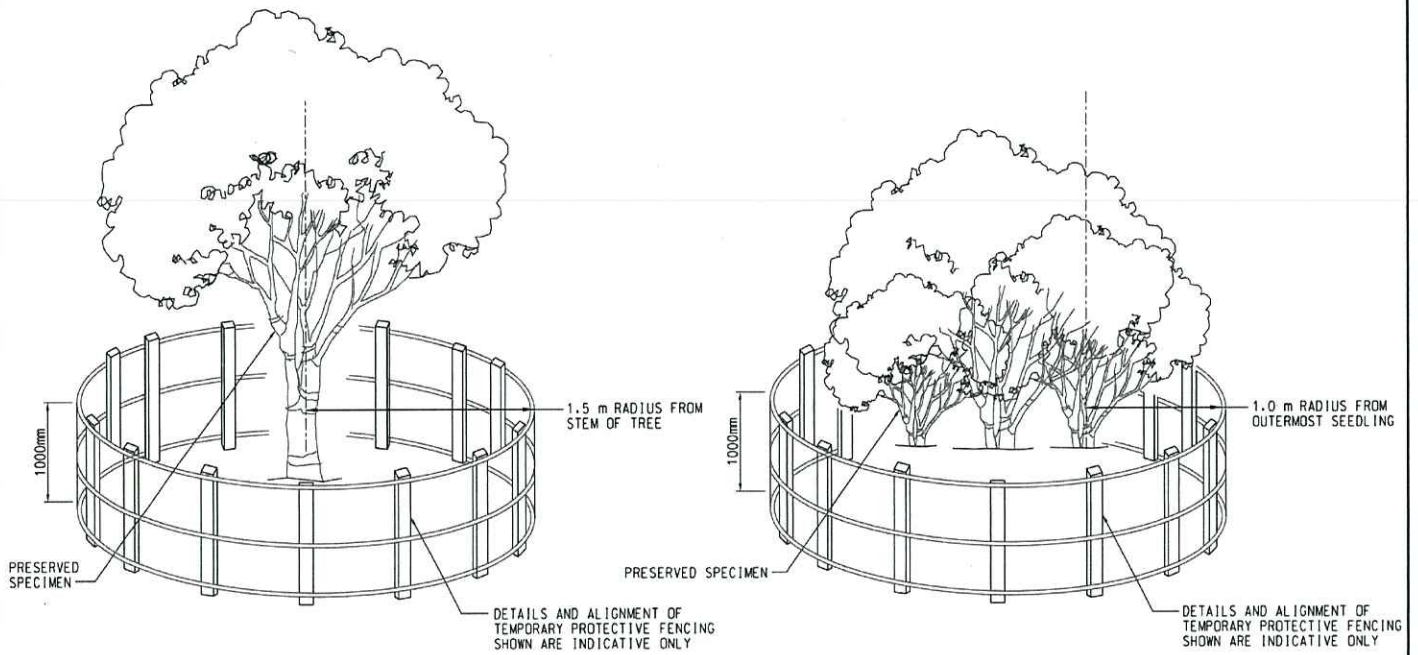 1000mm
1.5 m RADIUS FROM
STEM OF TREE
PRESERVED
SPECIMEN
DETAILS AND ALIGNMENT OF
TEMPORARY PROTECTIVE FENCING
SHOWN ARE INDICATIVE ONLY
1000mm
1.0 m RADIUS FROM
OUTERMOST SEEDLING
PRESERVED SPECIMEN
DETAILS AND ALIGNMENT OF
TEMPORARY PROTECTIVE FENCING
SHOWN ARE INDICATIVE ONLY